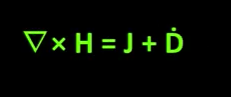 ∇× H = J + Ḋ